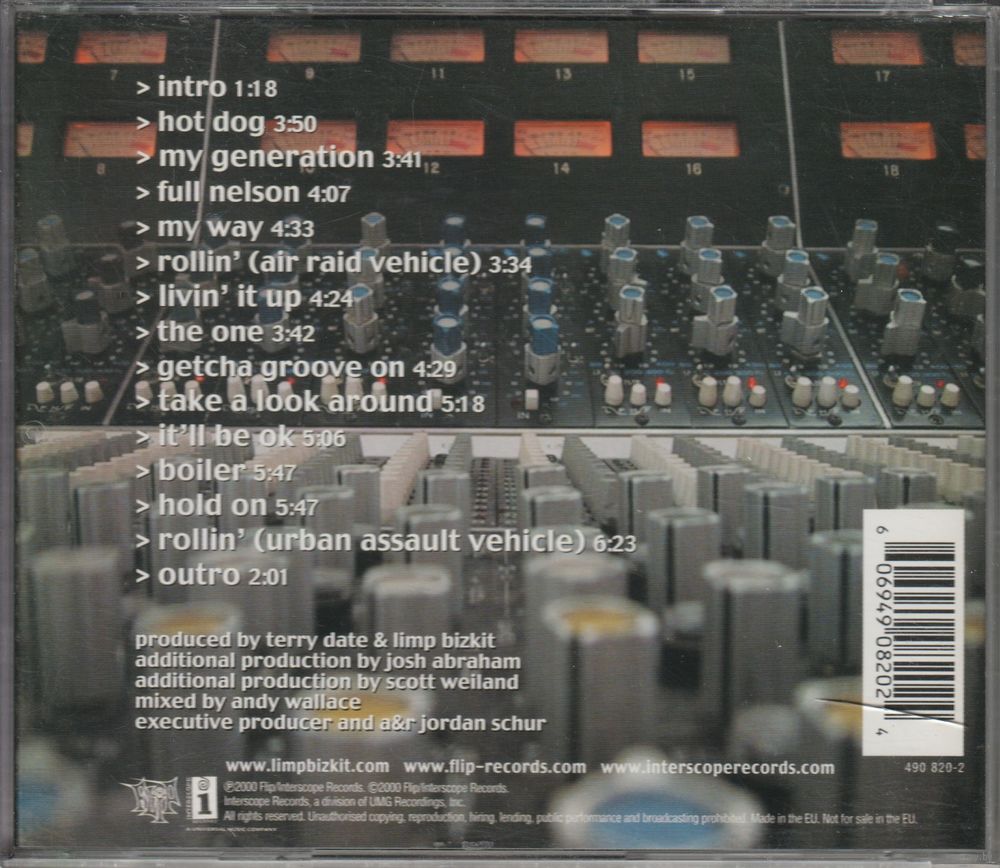 7 9 11 13 15 17
8 10 12 14 16 18
> intro 1:18
> hot dog 3:50
> my generation 3:41
> full nelson 4:07
> my way 4:33
> rollin' (air raid vehicle) 3:34
> livin' it up 4:24
> the one 3:42
> getcha groove on 4:29
> take a look around 5:18
> it'll be ok 5:06
> boiler 5:47
> hold on 5:47
> rollin' (urban assault vehicle) 6:23
> outro 2:01
IN IN
produced by terry date & limp bizkit
additional production by josh abraham
additional production by scott weiland
mixed by andy wallace
executive producer and a&r jordan schur
6 06949 08202 4
490 820-2
www.limpbizkit.com www.flip-records.com www.interscoperecords.com
INTERSCOPE
A UNIVERSAL MUSIC COMPANY
℗2000 Flip/Interscope Records. ©2000 Flip/Interscope Records.
Interscope Records, a division of UMG Recordings, Inc.
All rights reserved. Unauthorised copying, reproduction, hiring, lending, public performance and broadcasting prohibited. Made in the EU. Not for sale in the EU.